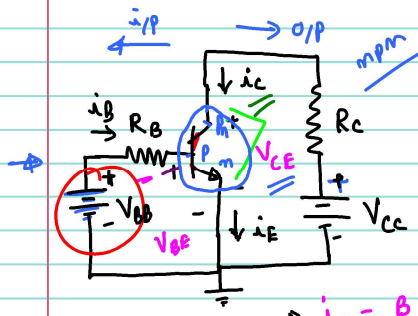 i/P → O/P
npn
↓ iC
iB
→ RB
RC
n +
P
n
VCE
+ - +
+
VBB
VBE
-
↓ iE
-
VCC
-